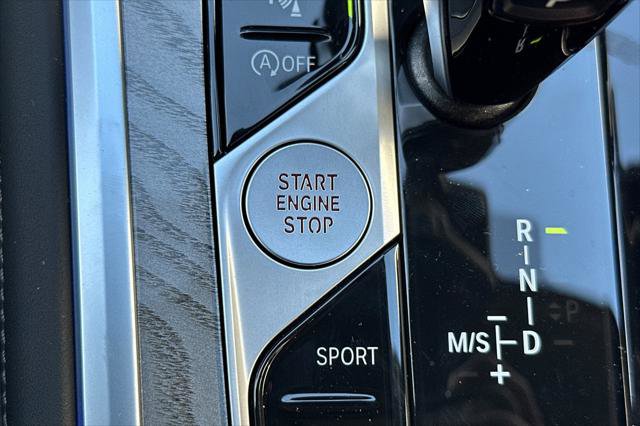 OFF
START
ENGINE
STOP
SPORT
R
N
M/S D
+
P